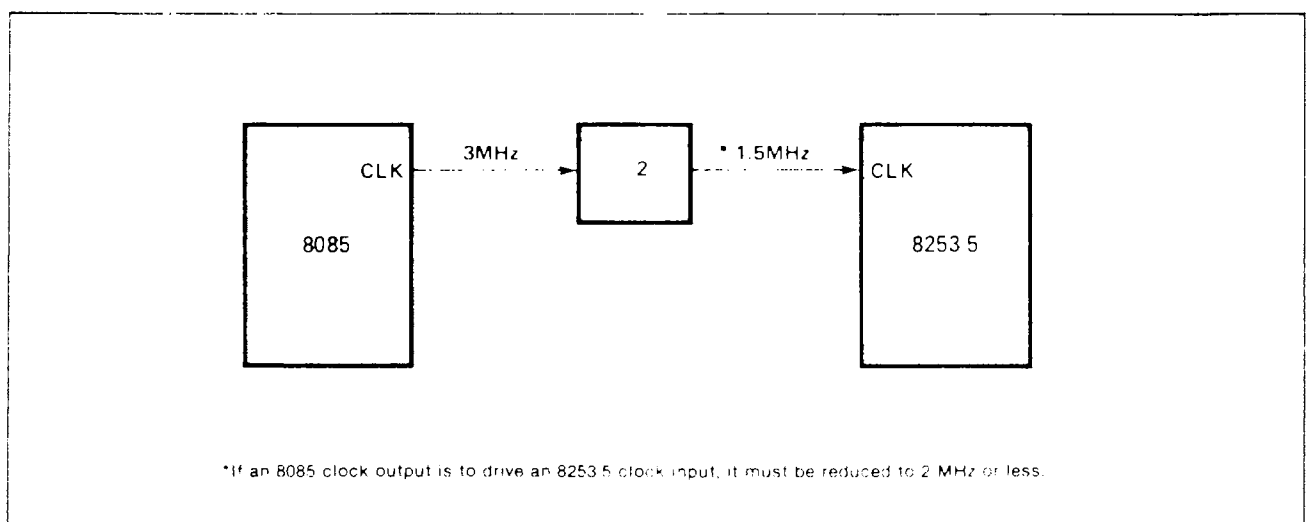 CLK
3MHz
2
* 1.5MHz
CLK
8085
8253 5
*If an 8085 clock output is to drive an 8253 5 clock input, it must be reduced to 2 MHz or less.